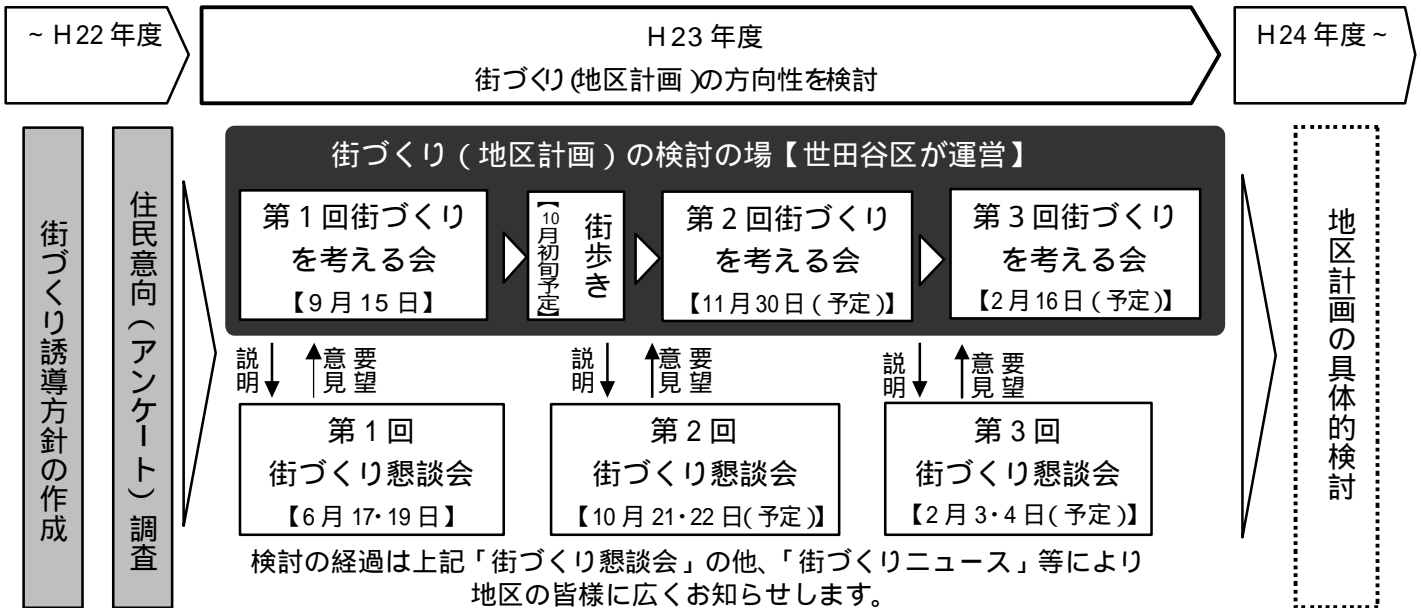 ~ H22 年度
H23 年度
街づくり(地区計画)の方向性を検討
H24 年度 ~
街づくり誘導方針の作成
住民意向（アンケート）調査
街づくり（地区計画）の検討の場【世田谷区が運営】
第１回街づくり
を考える会
【９月15日】
街歩き
【10月初旬予定】
第２回街づくり
を考える会
【11月30日（予定）】
第３回街づくり
を考える会
【２月16日（予定）】
説明
意見
要望
説明
意見
要望
説明
意見
要望
第１回
街づくり懇談会
【６月17・19日】
第２回
街づくり懇談会
【10月21・22日（予定）】
第３回
街づくり懇談会
【２月３・４日（予定）】
地区計画の具体的検討
検討の経過は上記「街づくり懇談会」の他、「街づくりニュース」等により
地区の皆様に広くお知らせします。